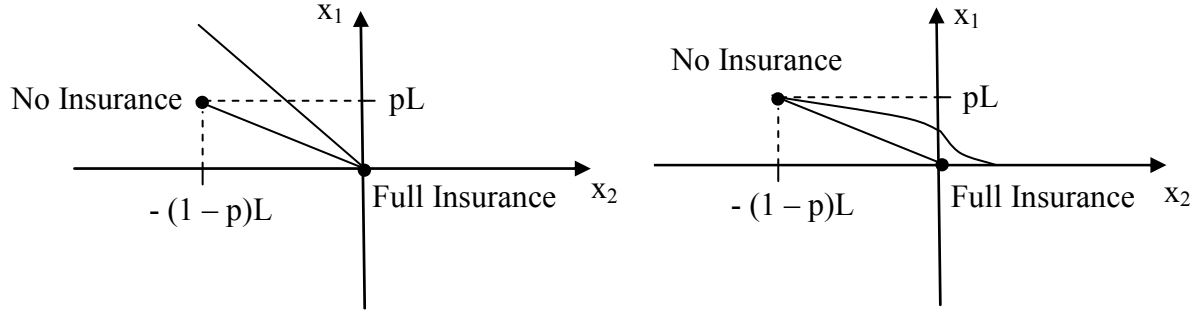 x₁
No Insurance
pL
Full Insurance
x₂
- (1 – p)L
x₁
No Insurance
pL
Full Insurance
x₂
- (1 – p)L